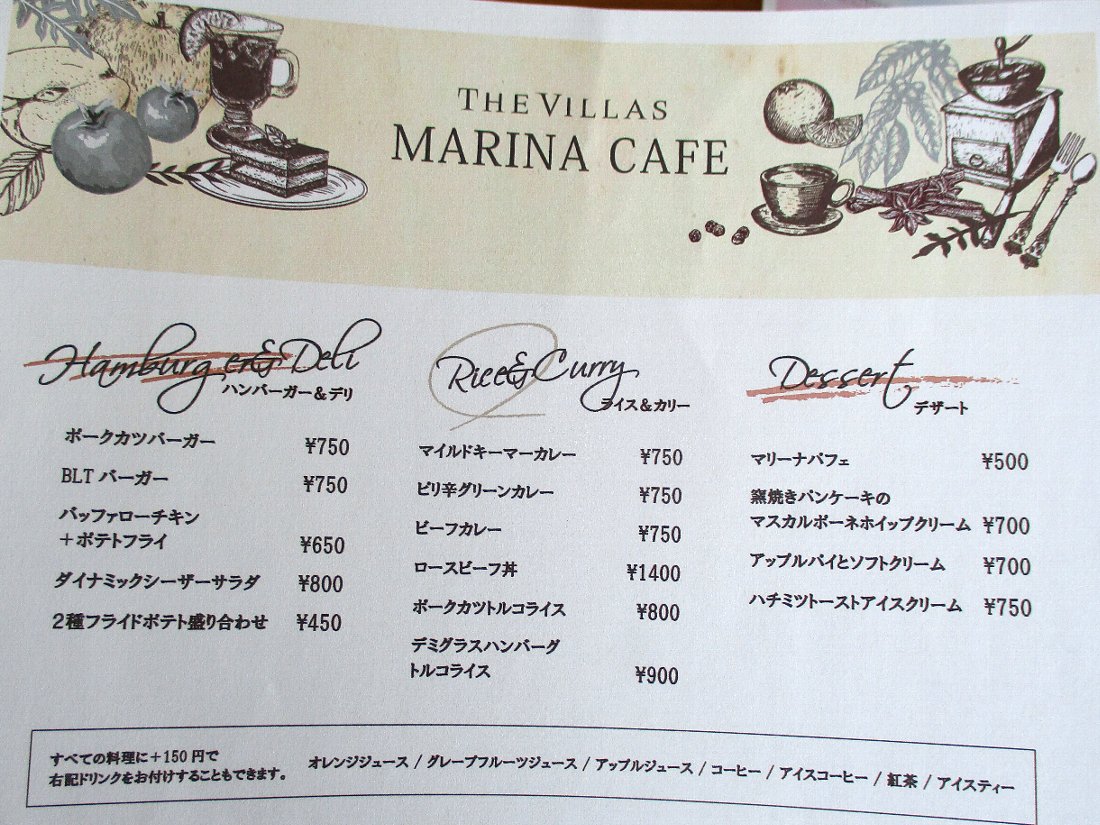 THE VILLAS
MARINA CAFE
Hamburger&Deli
ハンバーガー＆デリ
ポークカツバーガー ¥750
BLT バーガー ¥750
バッファローチキン
＋ポテトフライ ¥650
ダイナミックシーザーサラダ ¥800
２種フライドポテト盛り合わせ ¥450
Rice&Curry
ライス＆カリー
マイルドキーマーカレー ¥750
ピリ辛グリーンカレー ¥750
ビーフカレー ¥750
ロースビーフ丼 ¥1400
ポークカツトルコライス ¥800
デミグラスハンバーグ
トルコライス ¥900
Dessert
デザート
マリーナパフェ ¥500
窯焼きパンケーキの
マスカルポーネホイップクリーム ¥700
アップルパイとソフトクリーム ¥700
ハチミツトーストアイスクリーム ¥750
すべての料理に＋150 円で
右記ドリンクをお付けすることもできます。
オレンジジュース / グレープフルーツジュース / アップルジュース / コーヒー / アイスコーヒー / 紅茶 / アイスティー